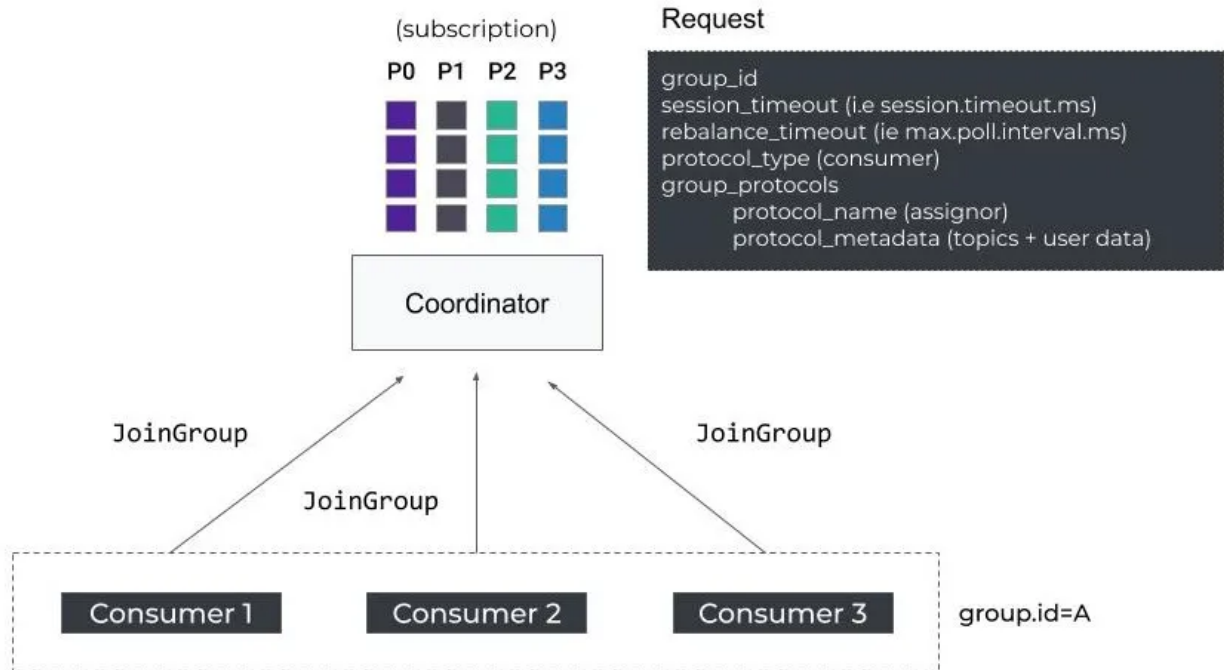 (subscription)
P0 P1 P2 P3
Request
group_id
session_timeout (i.e session.timeout.ms)
rebalance_timeout (ie max.poll.interval.ms)
protocol_type (consumer)
group_protocols
protocol_name (assignor)
protocol_metadata (topics + user data)
Coordinator
JoinGroup
JoinGroup
JoinGroup
Consumer 1
Consumer 2
Consumer 3
group.id=A